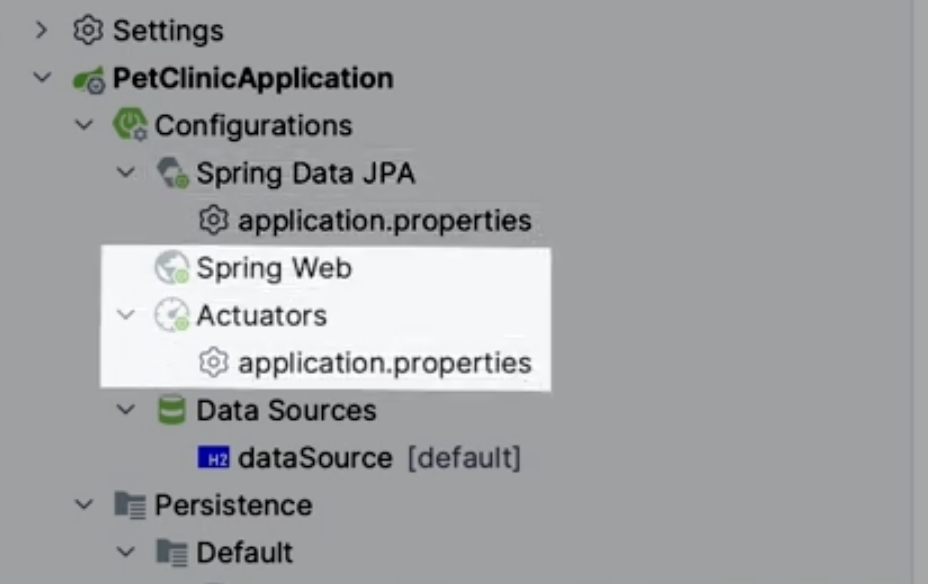 Settings
PetClinicApplication
Configurations
Spring Data JPA
application.properties
Spring Web
Actuators
application.properties
Data Sources
H2 dataSource [default]
Persistence
Default